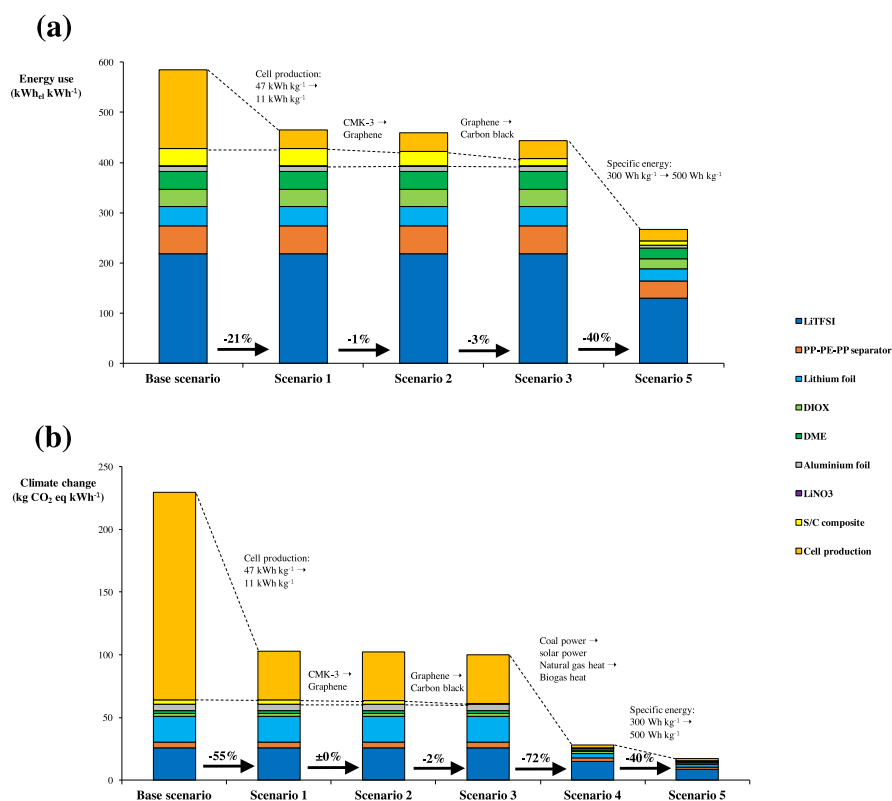 (a)
Energy use
(kWhel kWh-1)
600
500
400
300
200
100
0
Cell production:
47 kWh kg-1 →
11 kWh kg-1
CMK-3 →
Graphene
Graphene →
Carbon black
Specific energy:
300 Wh kg-1 → 500 Wh kg-1
-21%
-1%
-3%
-40%
Base scenario
Scenario 1
Scenario 2
Scenario 3
Scenario 5
LiTFSI
PP-PE-PP separator
Lithium foil
DIOX
DME
Aluminium foil
LiNO3
S/C composite
Cell production
(b)
Climate change
(kg CO2 eq kWh-1)
250
200
150
100
50
0
Cell production:
47 kWh kg-1 →
11 kWh kg-1
CMK-3 →
Graphene
Graphene →
Carbon black
Coal power →
solar power
Natural gas heat →
Biogas heat
Specific energy:
300 Wh kg-1 →
500 Wh kg-1
-55%
±0%
-2%
-72%
-40%
Base scenario
Scenario 1
Scenario 2
Scenario 3
Scenario 4
Scenario 5